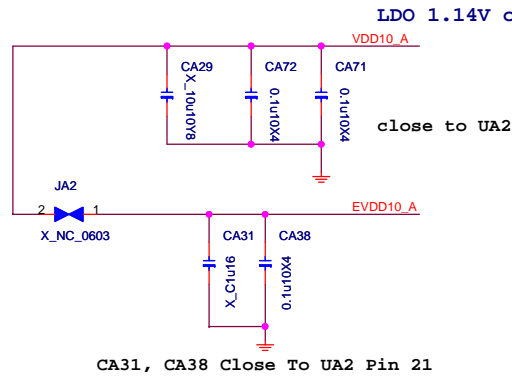 LDO 1.14V
VDD10_A
CA29
CA72
CA71
X_10u10Y8
0.1u10X4
0.1u10X4
close to UA2
JA2
2
1
X_NC_0603
EVDD10_A
CA31
CA38
X_C1u16
0.1u10X4
CA31, CA38 Close To UA2 Pin 21